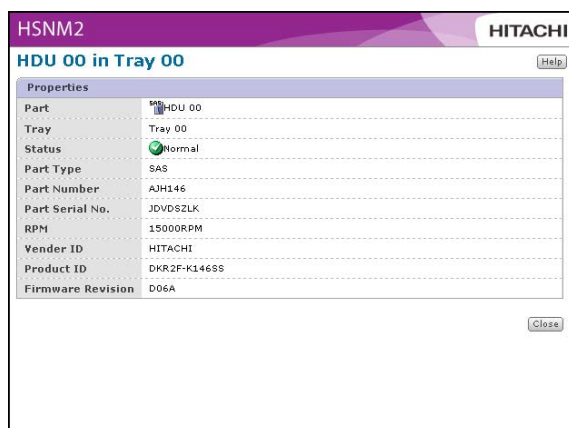 HSNM2
HITACHI
HDU 00 in Tray 00
Help
Properties
Part SAS HDU 00
Tray Tray 00
Status Normal
Part Type SAS
Part Number AJH146
Part Serial No. JDVDSZLK
RPM 15000RPM
Vender ID HITACHI
Product ID DKR2F-K146SS
Firmware Revision D06A
Close